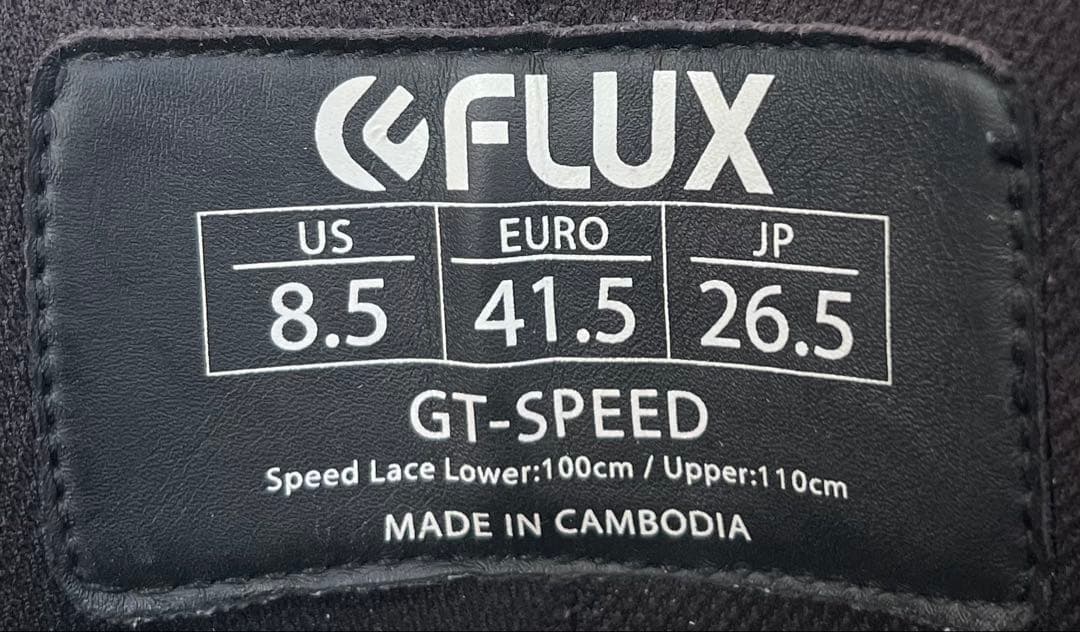 FLUX
US EURO JP
8.5 41.5 26.5
GT-SPEED
Speed Lace Lower:100cm / Upper:110cm
MADE IN CAMBODIA